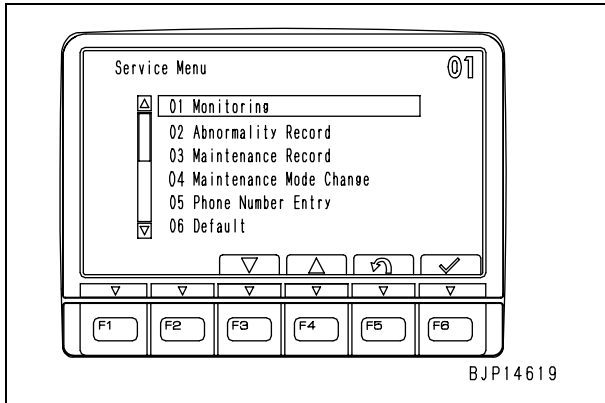 Service Menu 01
01 Monitoring
02 Abnormality Record
03 Maintenance Record
04 Maintenance Mode Change
05 Phone Number Entry
06 Default
F1 F2 F3 F4 F5 F6
BJP14619